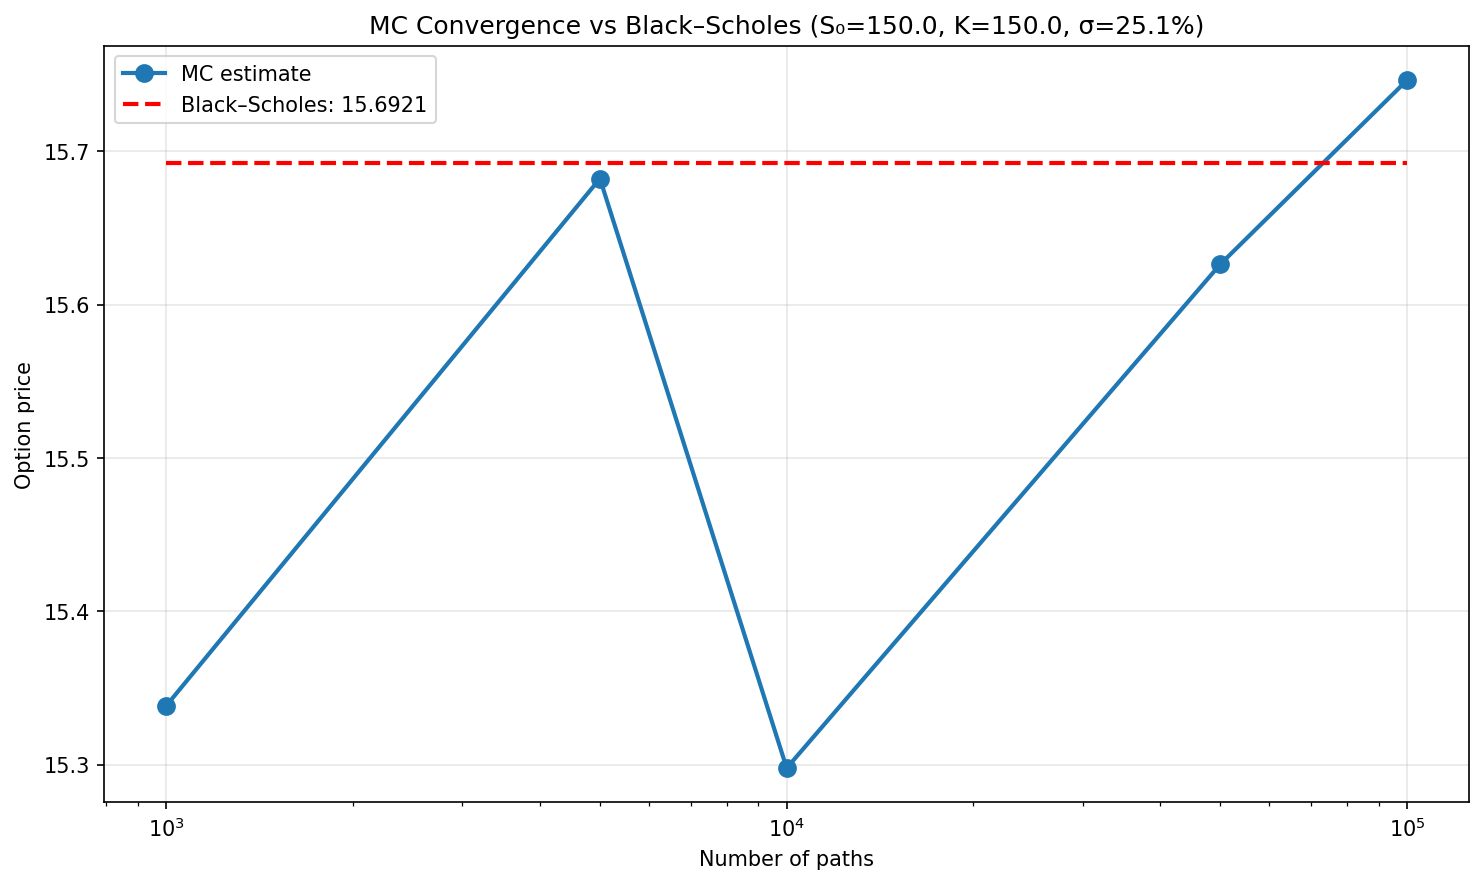 MC Convergence vs Black–Scholes (S₀=150.0, K=150.0, σ=25.1%)
MC estimate
Black–Scholes: 15.6921
15.7
15.6
15.5
15.4
15.3
Option price
10³
10⁴
10⁵
Number of paths